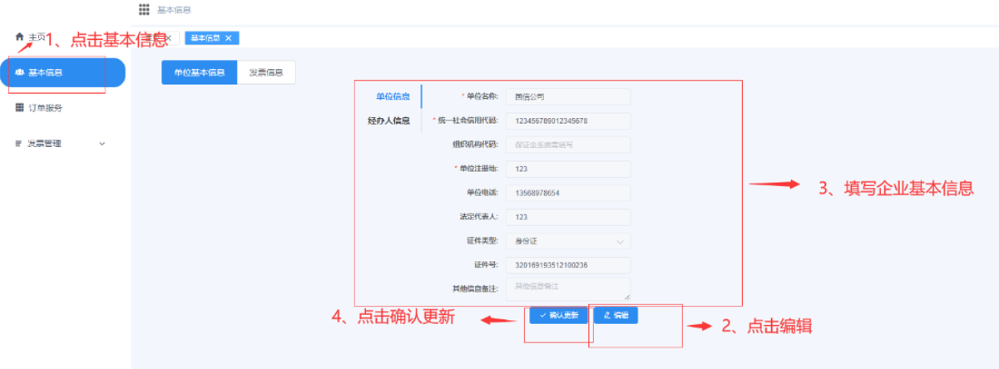 基本信息
主页
1、点击基本信息
基本信息
基本信息
订单服务
发票管理
单位基本信息
发票信息
单位信息
经办人信息
* 单位名称:
国信公司
* 统一社会信用代码:
123456789012345678
组织机构代码:
保证金系统需填写
* 单位注册地:
123
单位电话:
13568978654
法定代表人:
123
证件类型:
身份证
证件号:
320169193512100236
其他信息备注:
其他信息备注
3、填写企业基本信息
4、点击确认更新
确认更新
编辑
2、点击编辑